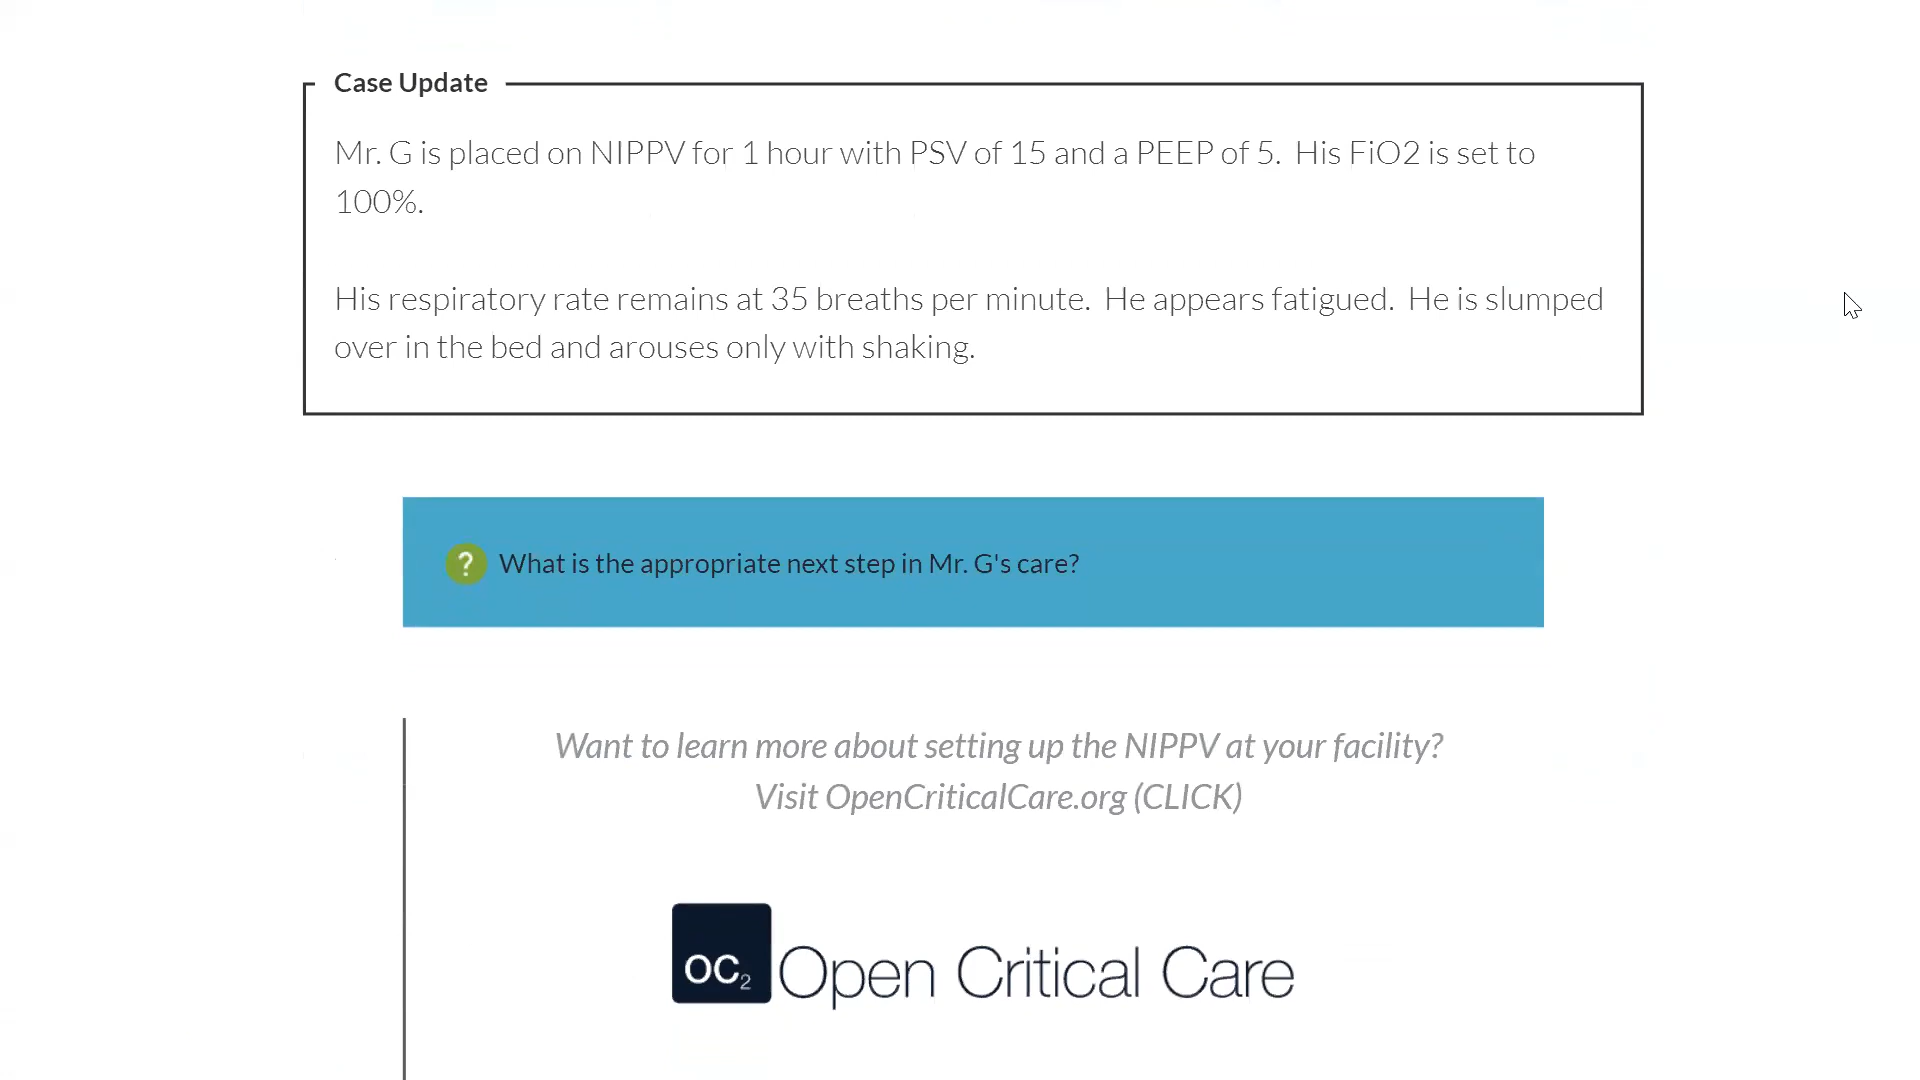 Case Update
Mr. G is placed on NIPPV for 1 hour with PSV of 15 and a PEEP of 5.  His FiO2 is set to
100%.
His respiratory rate remains at 35 breaths per minute.  He appears fatigued.  He is slumped
over in the bed and arouses only with shaking.
? What is the appropriate next step in Mr. G's care?
Want to learn more about setting up the NIPPV at your facility?
Visit OpenCriticalCare.org (CLICK)
OC2 Open Critical Care